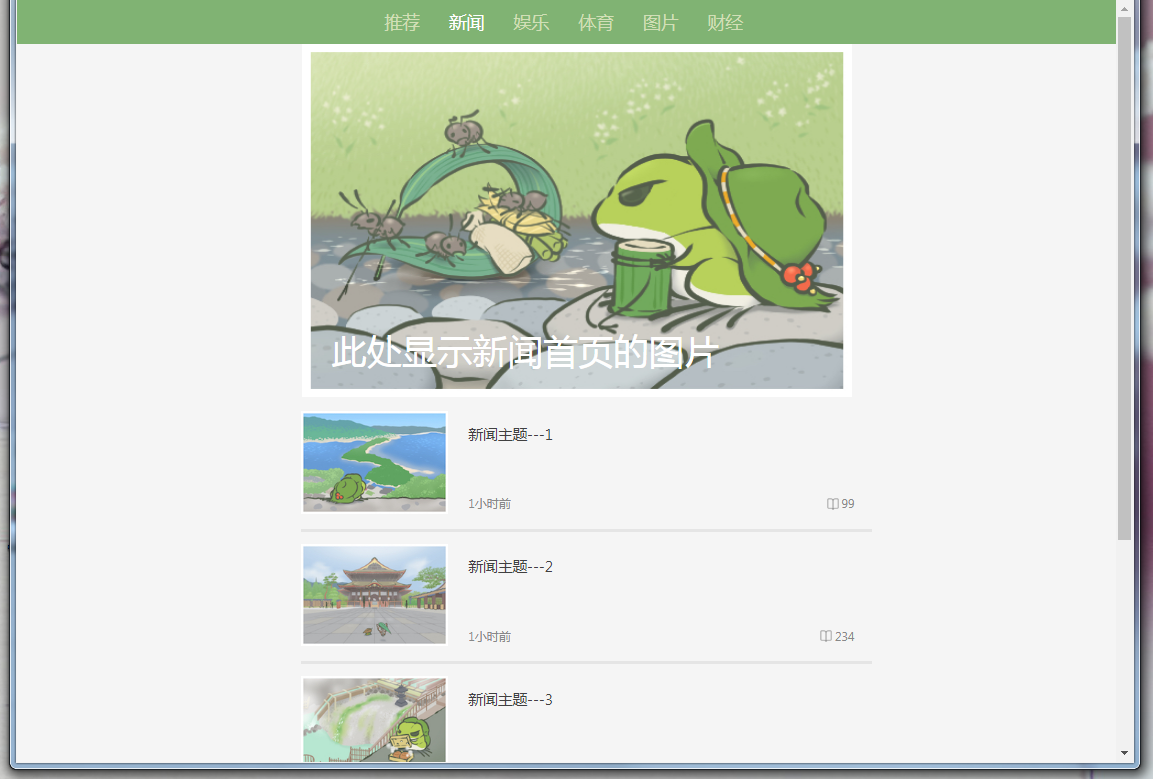 推荐 新闻 娱乐 体育 图片 财经
此处显示新闻首页的图片
新闻主题---1
1小时前 99
新闻主题---2
1小时前 234
新闻主题---3